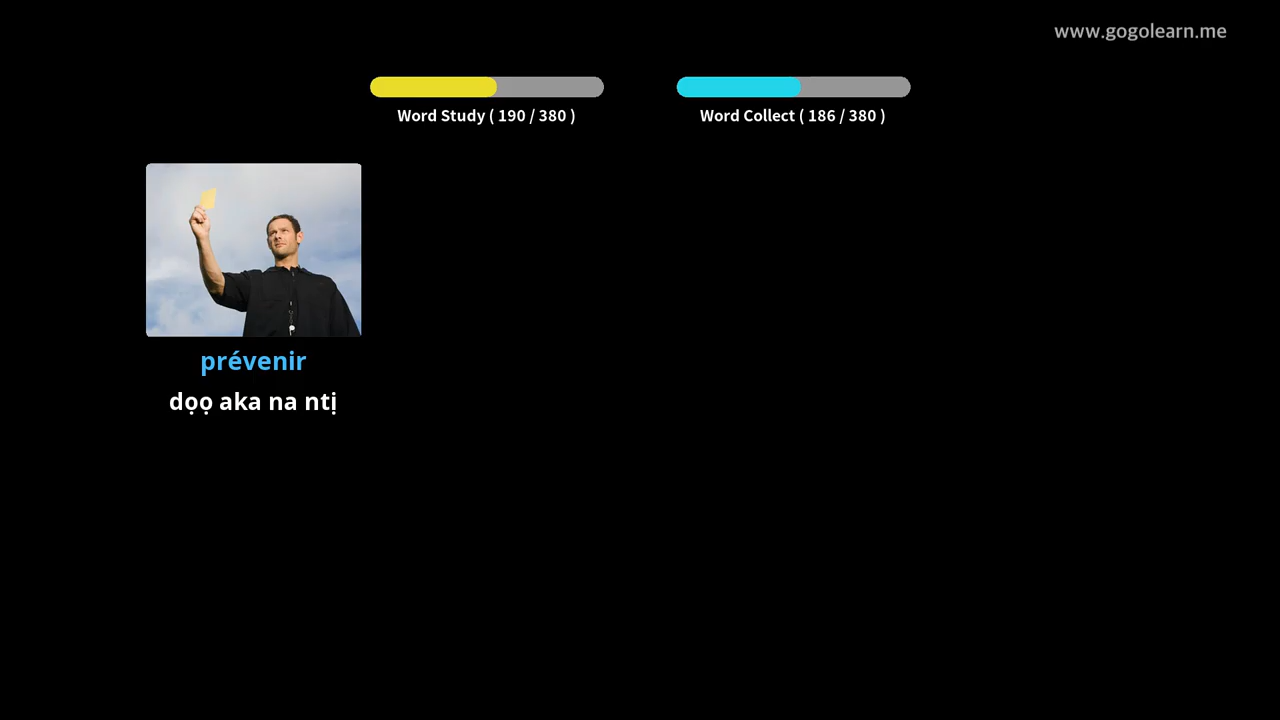 www.gogolearn.me
Word Study ( 190 / 380 )
Word Collect ( 186 / 380 )
prévenir
dọọ aka na ntị